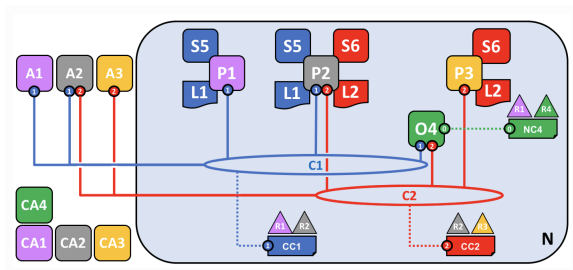 S5 S5 S6 S6
A1 A2 A3 P1 P2 P3
1 1 2 2 1 1 2 2
L1 L1 L2 L2
R1 R4
O4 0 0 NC4
1 2
C1
CA4 C2
R1 R2 R2 R3
CA1 CA2 CA3 1 CC1 2 CC2 N